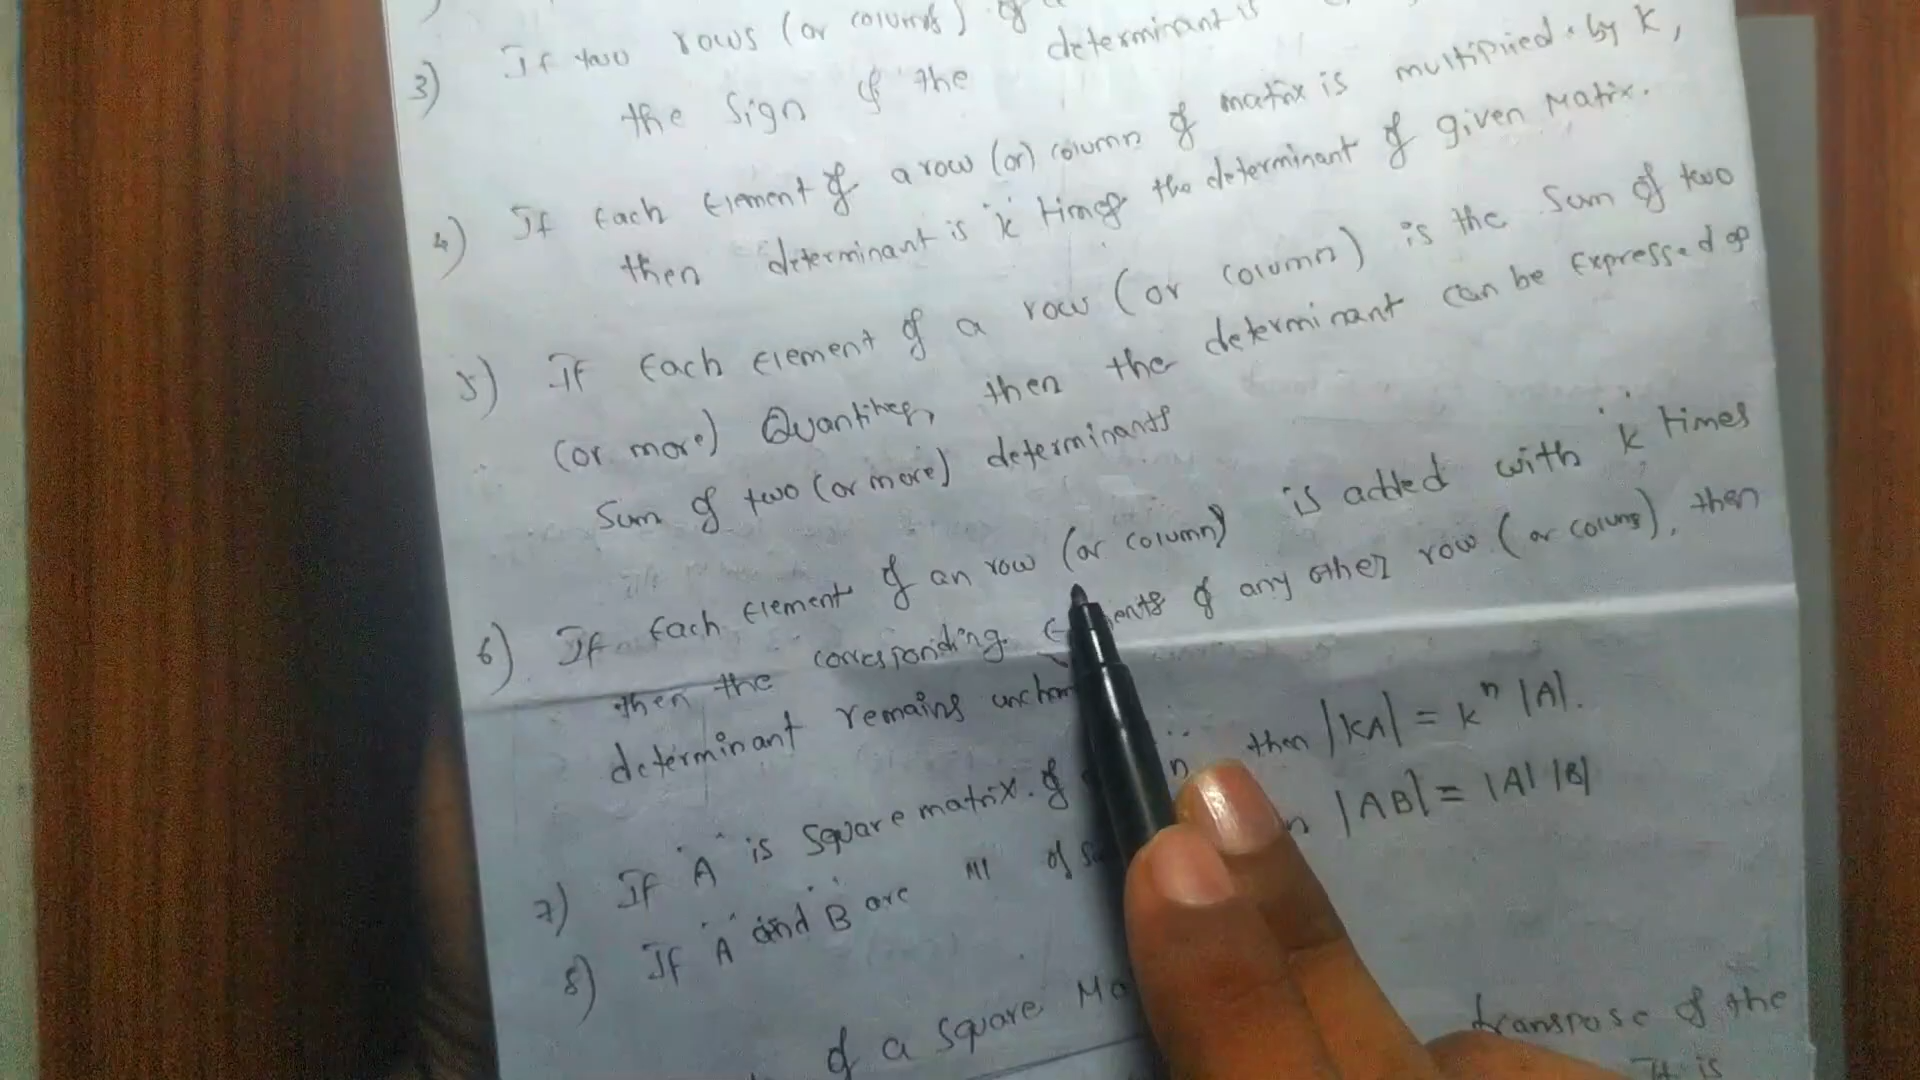 3) If two rows (or columns) of
the sign of the determinant is
4) If Each Element of a row (or) column of matrix is multiplied by k,
then determinant is 'k' times the determinant of given Matrix.
5) If Each Element of a row (or column) is the sum of two
(or more) Quantities, then the determinant can be Expressed as
Sum of two (or more) determinants
6) If Each Element of an row (or column) is added with 'k' times
then the corresponding of any other row (or column), then
determinant remains
7) If 'A' is square matrix of n then |KA| = kⁿ |A|.
8) If 'A' and 'B' are of |AB| = |A| |B|
of a square transpose of the
It is